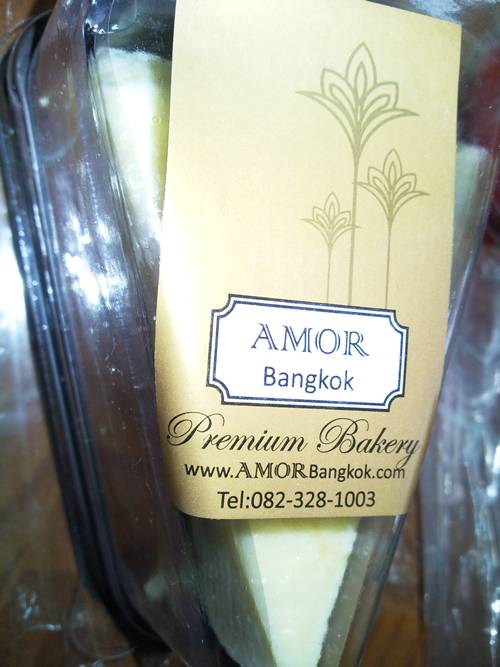 AMOR
Bangkok
Premium Bakery
www.AMORBangkok.com
Tel:082-328-1003